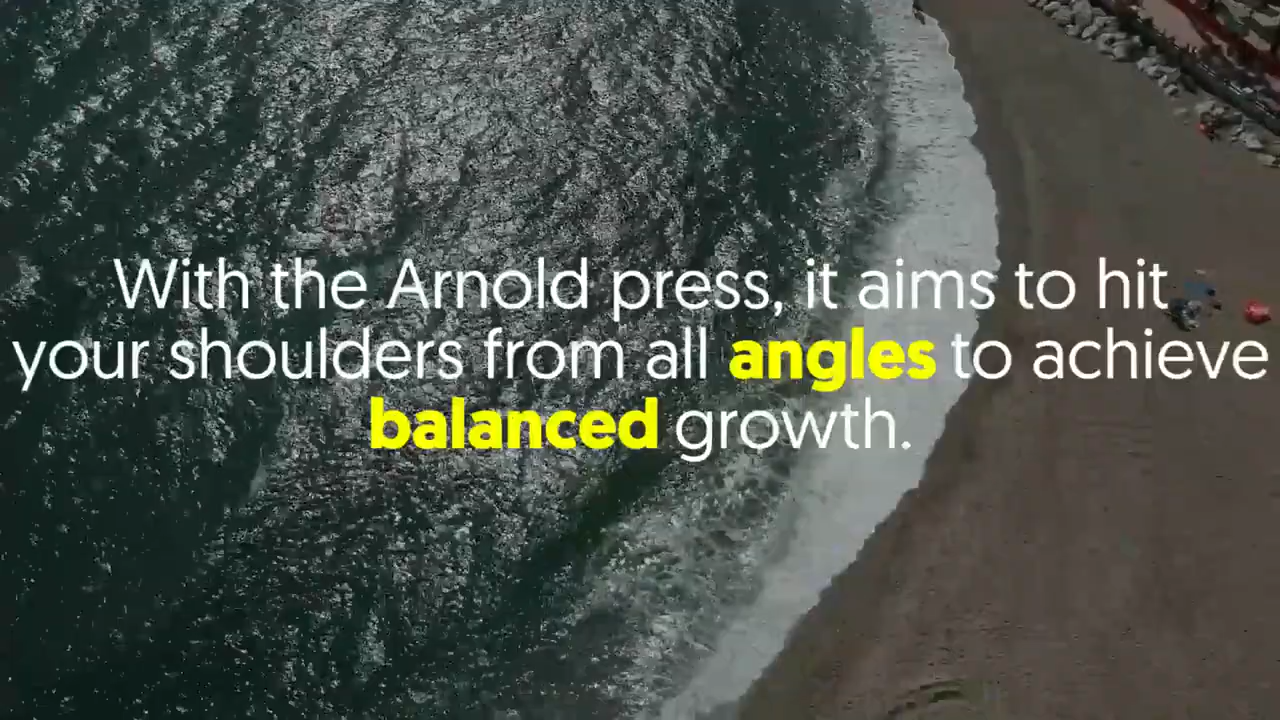 With the Arnold press, it aims to hit
your shoulders from all angles to achieve
balanced growth.